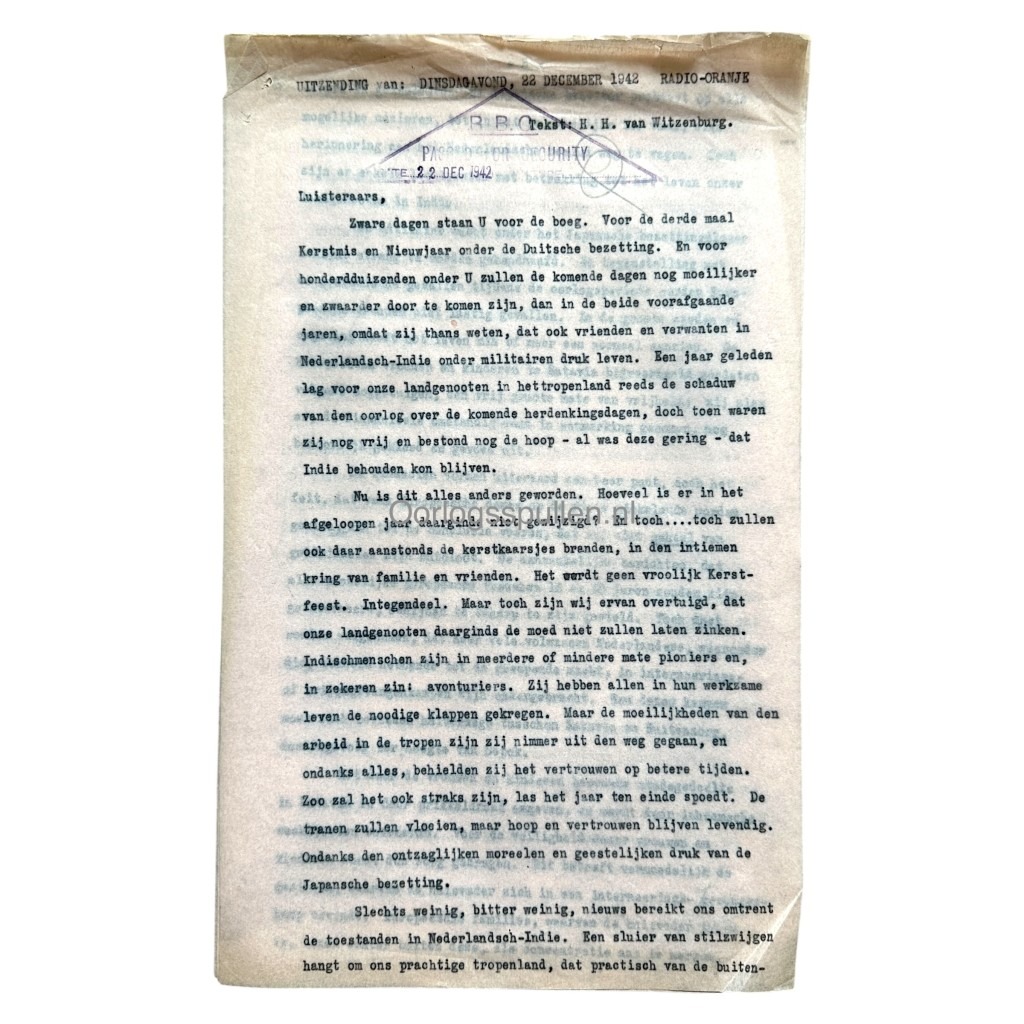 UITZENDING van: DINSDAGAVOND, 22 DECEMBER 1942 RADIO-ORANJE
B.B.C. Tekst: H. H. van Witzenburg.
PASSED FOR SECURITY
22 DEC 1942
Luisteraars,
Zware dagen staan U voor de boeg. Voor de derde maal
Kerstmis en Nieuwjaar onder de Duitsche bezetting. En voor
honderdduizenden onder U zullen de komende dagen nog moeilijker
en zwaarder door te komen zijn, dan in de beide voorafgaande
jaren, omdat zij thans weten, dat ook vrienden en verwanten in
Nederlandsch-Indie onder militairen druk leven. Een jaar geleden
lag voor onze landgenooten in hettropenland reeds de schaduw
van den oorlog over de komende herdenkingsdagen, doch toen waren
zij nog vrij en bestond nog de hoop - al was deze gering - dat
Indie behouden kon blijven.
Nu is dit alles anders geworden. Hoeveel is er in het
Oorlogsspullen.nl
afgeloopen jaar daarginds niet gewijzigd? En toch....toch zullen
ook daar aanstonds de kerstkaarsjes branden, in den intiemen
kring van familie en vrienden. Het wordt geen vroolijk Kerst-
feest. Integendeel. Maar toch zijn wij ervan overtuigd, dat
onze landgenooten daarginds de moed niet zullen laten zinken.
Indischmenschen zijn in meerdere of mindere mate pioniers en,
in zekeren zin: avonturiers. Zij hebben allen in hun werkzame
leven de noodige klappen gekregen. Maar de moeilijkheden van den
arbeid in de tropen zijn zij nimmer uit den weg gegaan, en
ondanks alles, behielden zij het vertrouwen op betere tijden.
Zoo zal het ook straks zijn, las het jaar ten einde spoedt. De
tranen zullen vloeien, maar hoop en vertrouwen blijven levendig.
Ondanks den ontzaglijken moreelen en geestelijken druk van de
Japansche bezetting.
Slechts weinig, bitter weinig, nieuws bereikt ons omtrent
de toestanden in Nederlandsch-Indie. Een sluier van stilzwijgen
hangt om ons prachtige tropenland, dat practisch van de buiten-